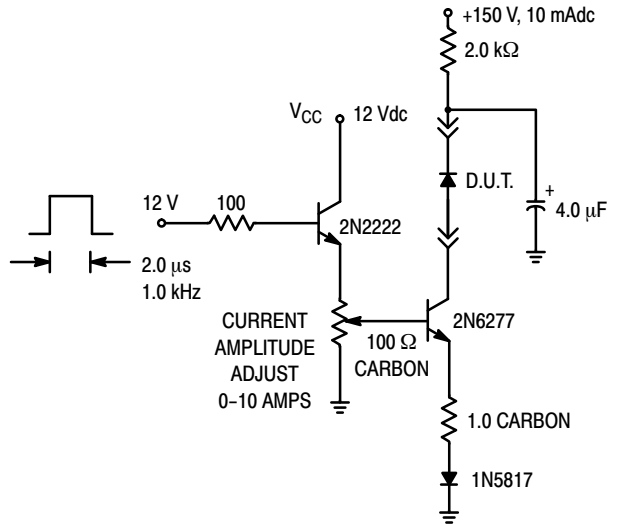 +150 V, 10 mAdc
2.0 kΩ
VCC 12 Vdc
12 V
100
2N2222
D.U.T.
+
4.0 μF
2.0 μs
1.0 kHz
CURRENT
AMPLITUDE
ADJUST
0-10 AMPS
100 Ω
CARBON
2N6277
1.0 CARBON
1N5817